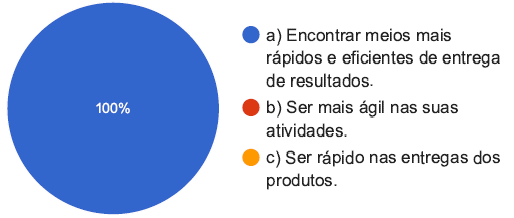 100%
a) Encontrar meios mais
rápidos e eficientes de entrega
de resultados.
b) Ser mais ágil nas suas
atividades.
c) Ser rápido nas entregas dos
produtos.